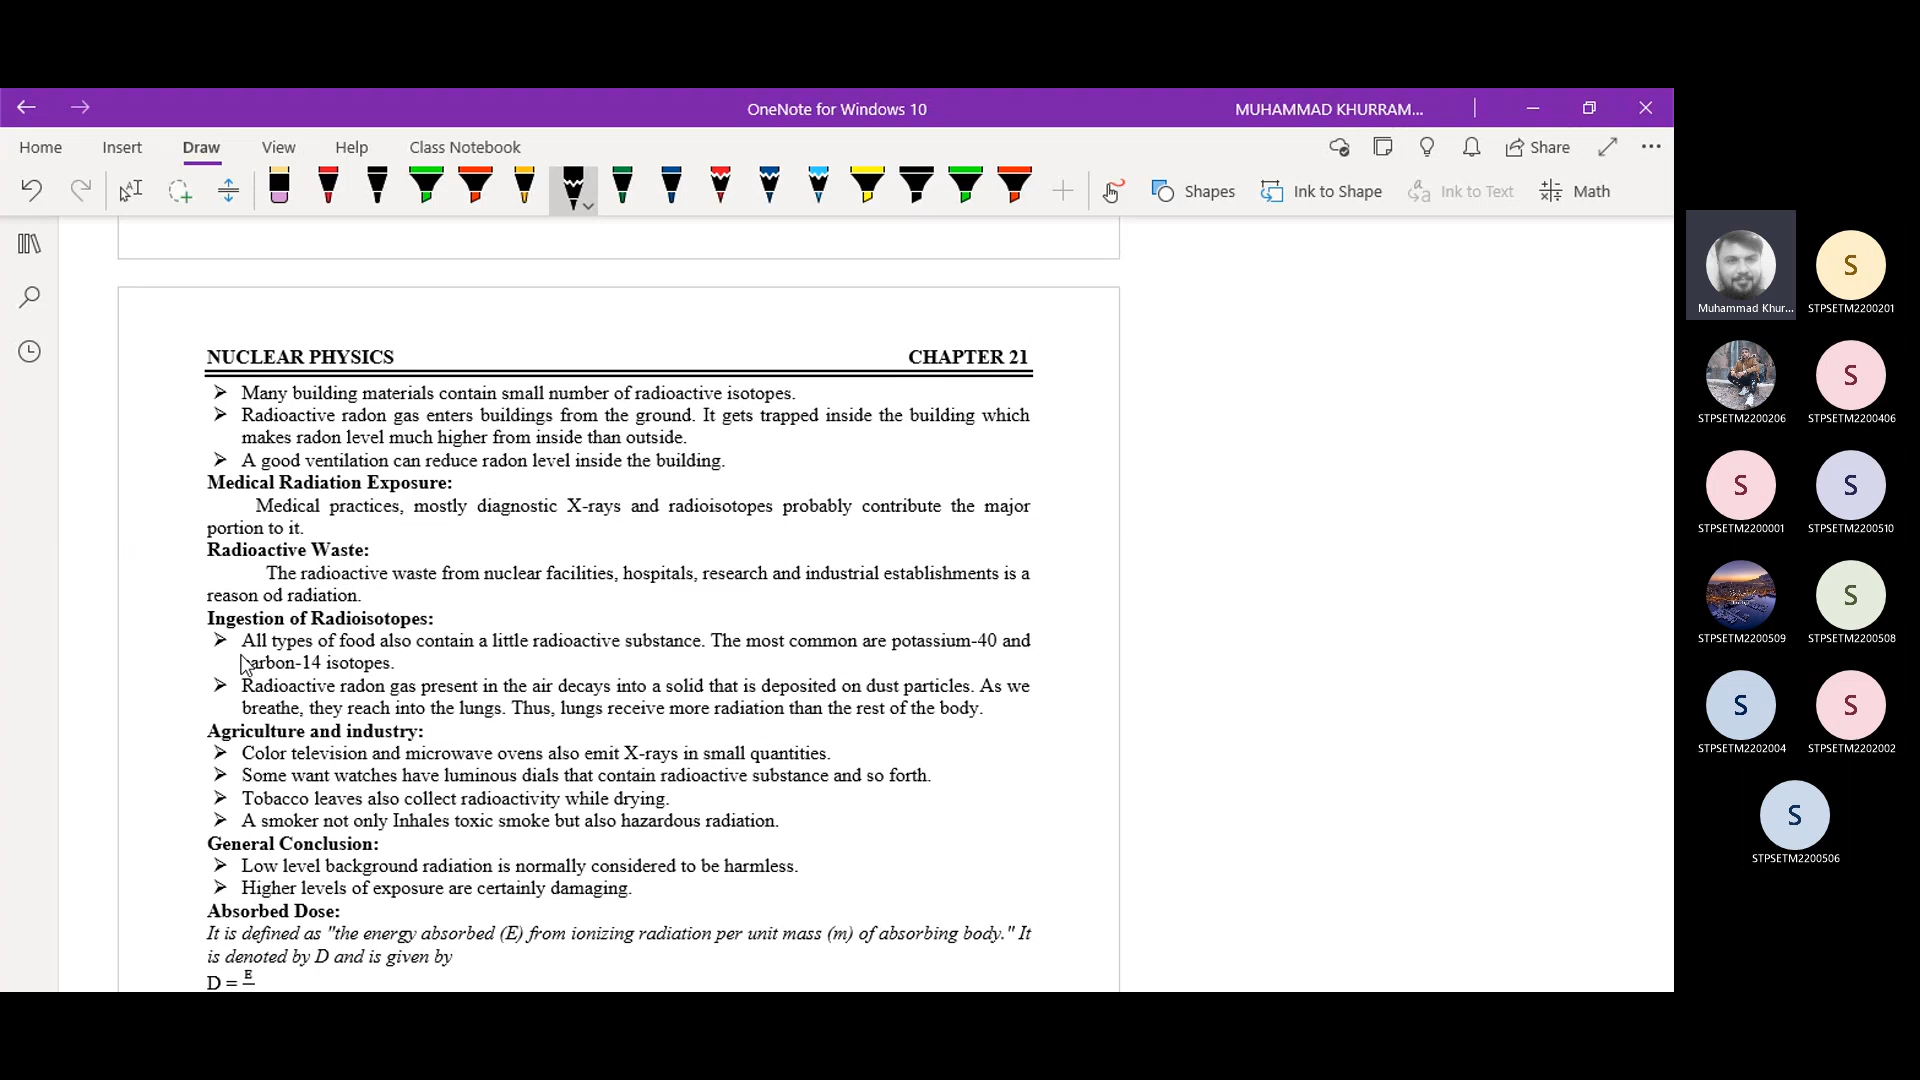 OneNote for Windows 10
MUHAMMAD KHURRAM...
Home Insert Draw View Help Class Notebook
Share
Shapes Ink to Shape Ink to Text Math
NUCLEAR PHYSICS CHAPTER 21
➢ Many building materials contain small number of radioactive isotopes.
➢ Radioactive radon gas enters buildings from the ground. It gets trapped inside the building which
makes radon level much higher from inside than outside.
➢ A good ventilation can reduce radon level inside the building.
Medical Radiation Exposure:
Medical practices, mostly diagnostic X-rays and radioisotopes probably contribute the major
portion to it.
Radioactive Waste:
The radioactive waste from nuclear facilities, hospitals, research and industrial establishments is a
reason od radiation.
Ingestion of Radioisotopes:
➢ All types of food also contain a little radioactive substance. The most common are potassium-40 and
carbon-14 isotopes.
➢ Radioactive radon gas present in the air decays into a solid that is deposited on dust particles. As we
breathe, they reach into the lungs. Thus, lungs receive more radiation than the rest of the body.
Agriculture and industry:
➢ Color television and microwave ovens also emit X-rays in small quantities.
➢ Some want watches have luminous dials that contain radioactive substance and so forth.
➢ Tobacco leaves also collect radioactivity while drying.
➢ A smoker not only Inhales toxic smoke but also hazardous radiation.
General Conclusion:
➢ Low level background radiation is normally considered to be harmless.
➢ Higher levels of exposure are certainly damaging.
Absorbed Dose:
It is defined as "the energy absorbed (E) from ionizing radiation per unit mass (m) of absorbing body." It
is denoted by D and is given by
D = E
S
Muhammad Khur... STPSETM2200201
S
STPSETM2200206 STPSETM2200406
S S
STPSETM2200001 STPSETM2200510
S
STPSETM2200509 STPSETM2200508
S S
STPSETM2202004 STPSETM2202002
S
STPSETM2200506